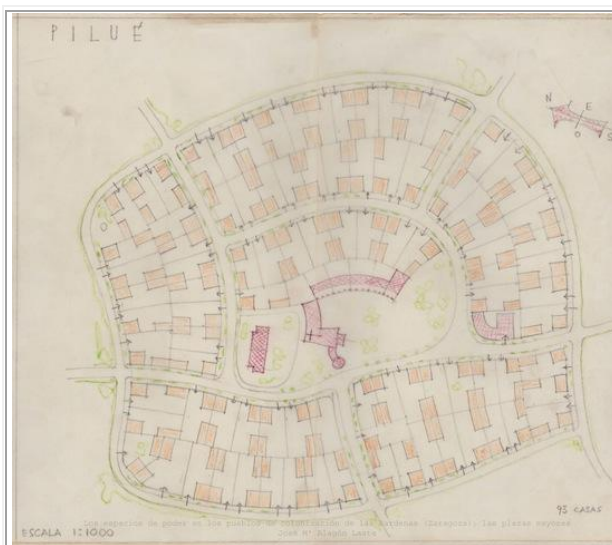 PILUÉ
N
E
S
O
93 CASAS
Los espacios de poder en los pueblos de colonización de las Bardenas (Zaragoza): las plazas mayores
José Mª Alagón Laste
ESCALA 1:1000